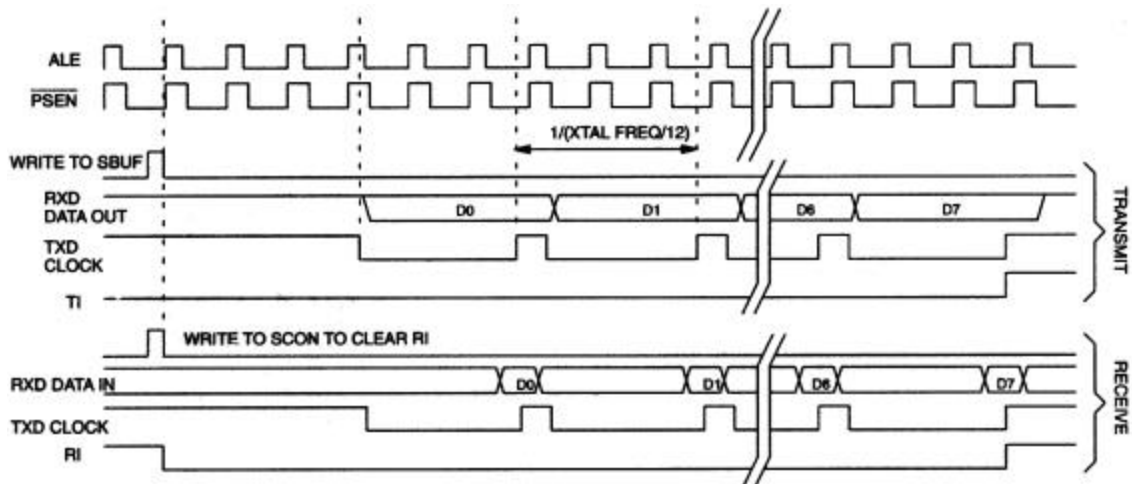 ALE
PSEN
1/(XTAL FREQ/12)
WRITE TO SBUF
RXD
DATA OUT
D0 D1 D6 D7
TXD
CLOCK
TI
TRANSMIT
WRITE TO SCON TO CLEAR RI
RXD DATA IN D0 D1 D6 D7
TXD CLOCK
RI
RECEIVE